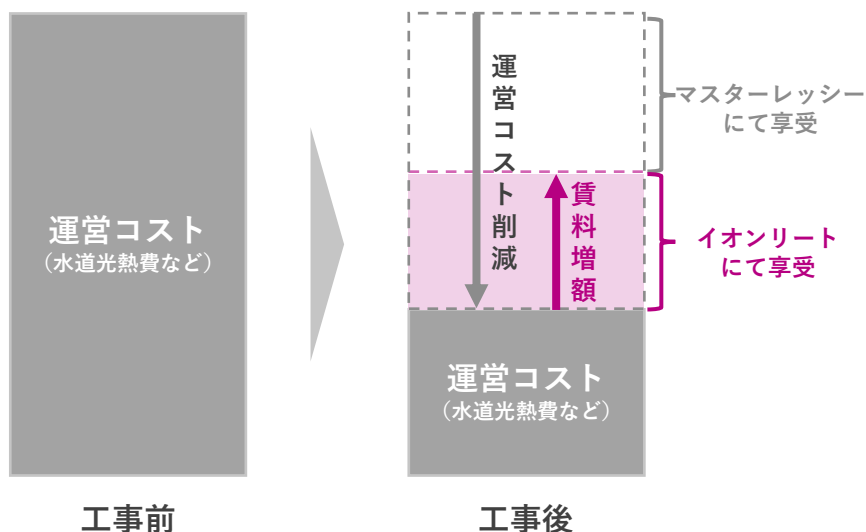 運営コスト
（水道光熱費など）
工事前
運営コスト削減
賃料増額
マスターレッシー
にて享受
イオンリート
にて享受
運営コスト
（水道光熱費など）
工事後